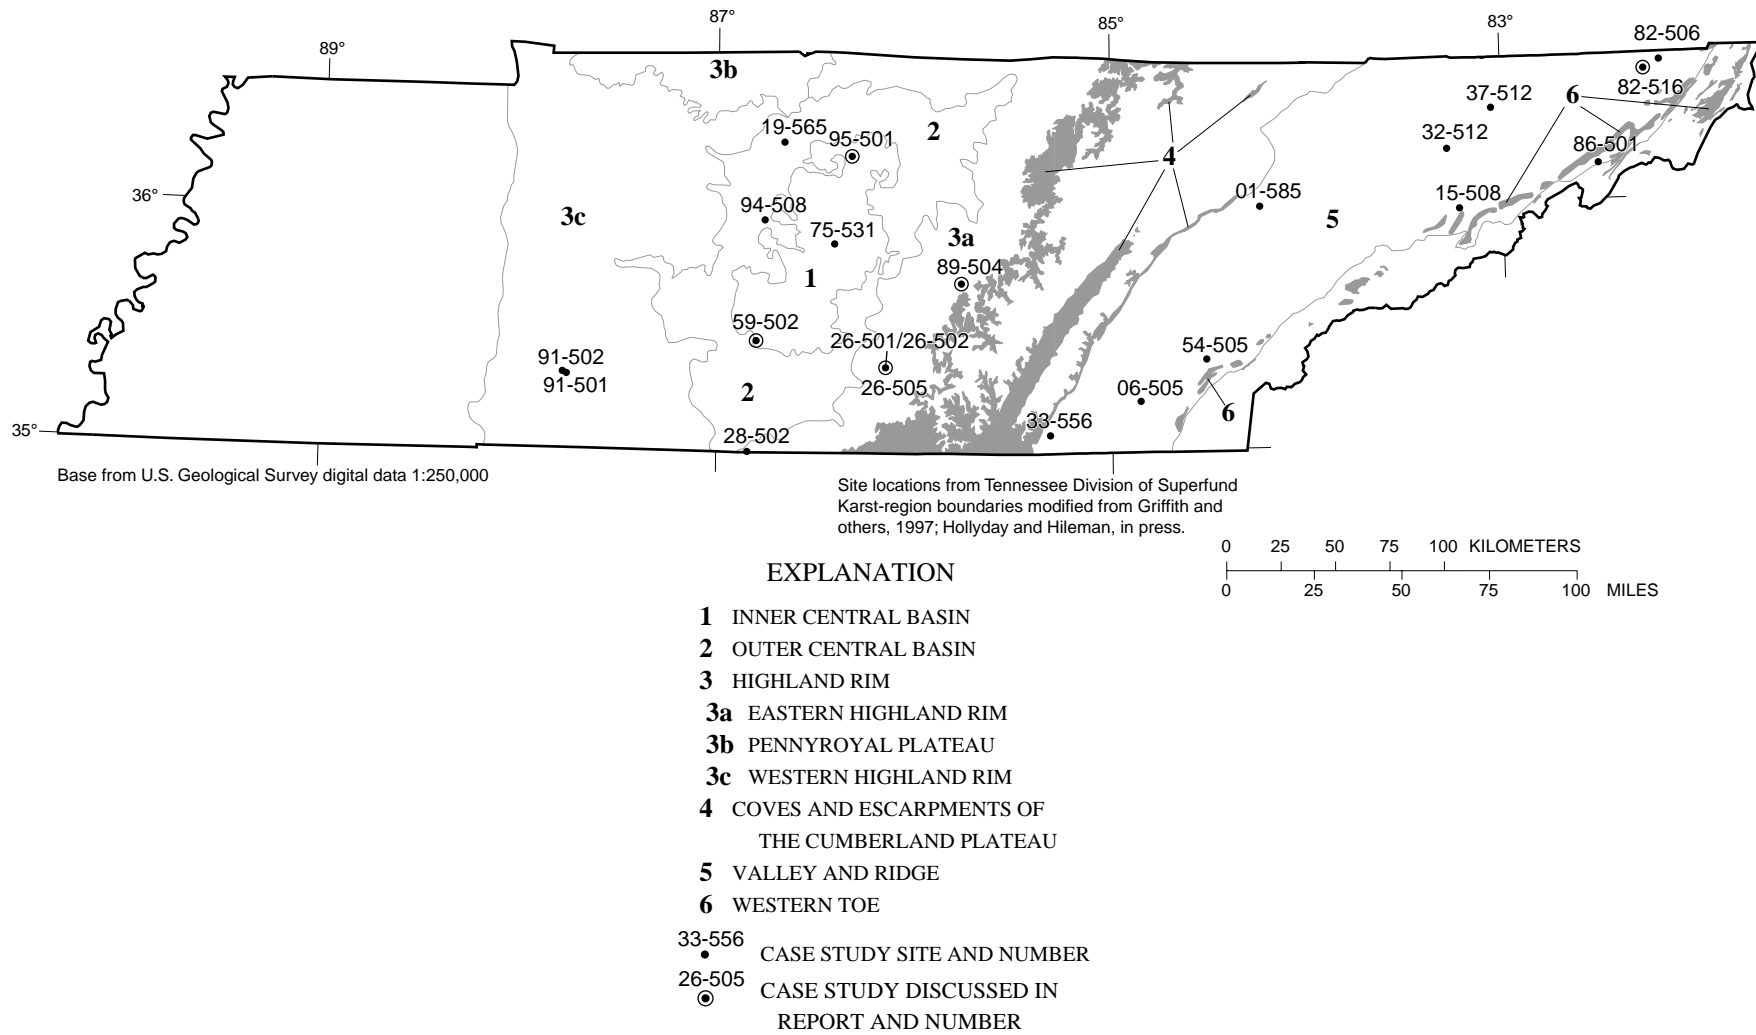 87°
85°
83°
89°
82-506
82-516
37-512
6
3b
19-565
95-501
2
32-512
86-501
4
36°
94-508
3c
75-531
3a
01-585
5
15-508
1
89-504
59-502
26-501/26-502
26-505
91-502
91-501
2
54-505
06-505
6
33-556
28-502
35°
Base from U.S. Geological Survey digital data 1:250,000
Site locations from Tennessee Division of Superfund
Karst-region boundaries modified from Griffith and
others, 1997; Hollyday and Hileman, in press.
0 25 50 75 100 KILOMETERS
0 25 50 75 100 MILES
EXPLANATION
1 INNER CENTRAL BASIN
2 OUTER CENTRAL BASIN
3 HIGHLAND RIM
3a EASTERN HIGHLAND RIM
3b PENNYROYAL PLATEAU
3c WESTERN HIGHLAND RIM
4 COVES AND ESCARPMENTS OF
THE CUMBERLAND PLATEAU
5 VALLEY AND RIDGE
6 WESTERN TOE
33-556
CASE STUDY SITE AND NUMBER
26-505
CASE STUDY DISCUSSED IN
REPORT AND NUMBER